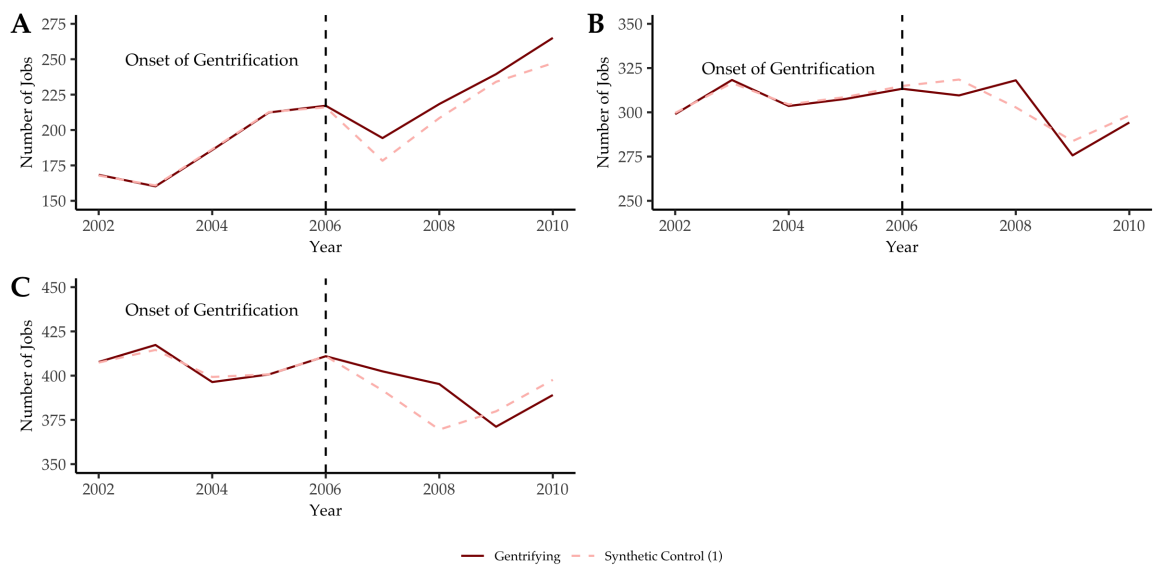 A
Number of Jobs
275
250
225
200
175
150
Onset of Gentrification
2002 2004 2006 2008 2010
Year
B
Number of Jobs
350
325
300
275
250
Onset of Gentrification
2002 2004 2006 2008 2010
Year
C
Number of Jobs
450
425
400
375
350
Onset of Gentrification
2002 2004 2006 2008 2010
Year
Gentrifying Synthetic Control (1)